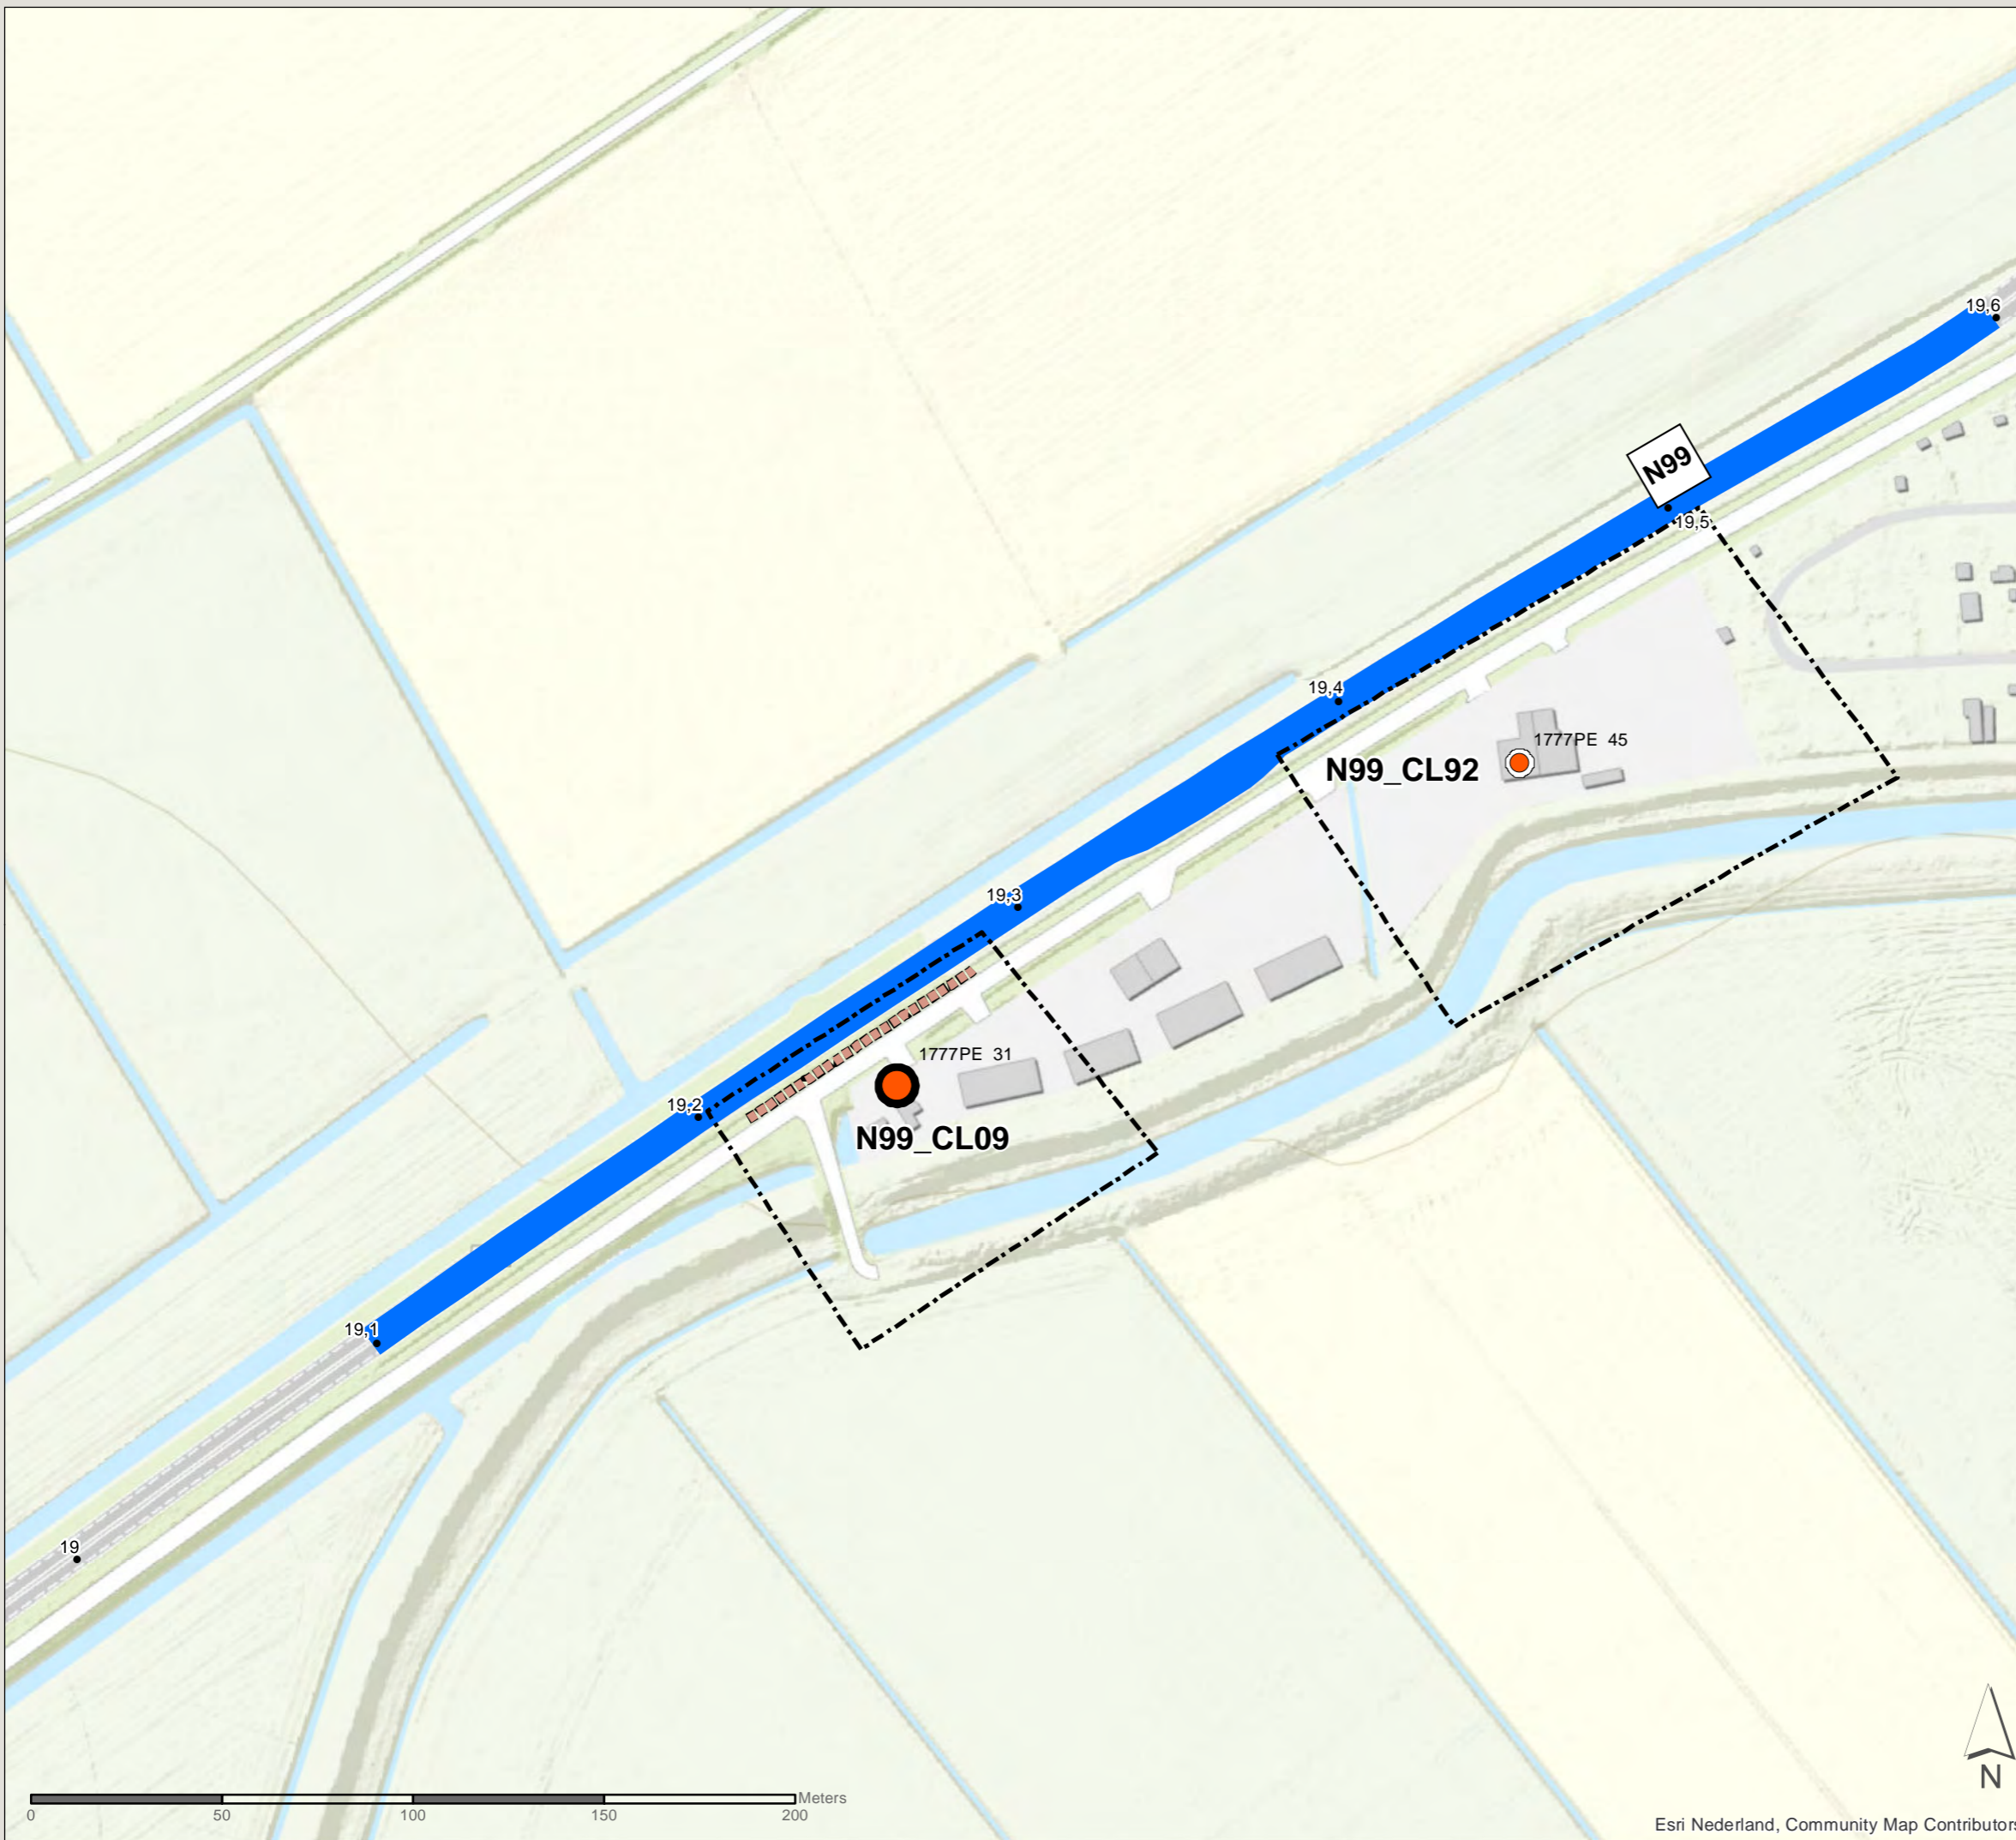 19,6
N99
19,5
19,4
1777PE 45
N99_CL92
19,3
1777PE 31
19,2
N99_CL09
19,1
19
Meters
0 50 100 150 200
N
Esri Nederland, Community Map Contributors